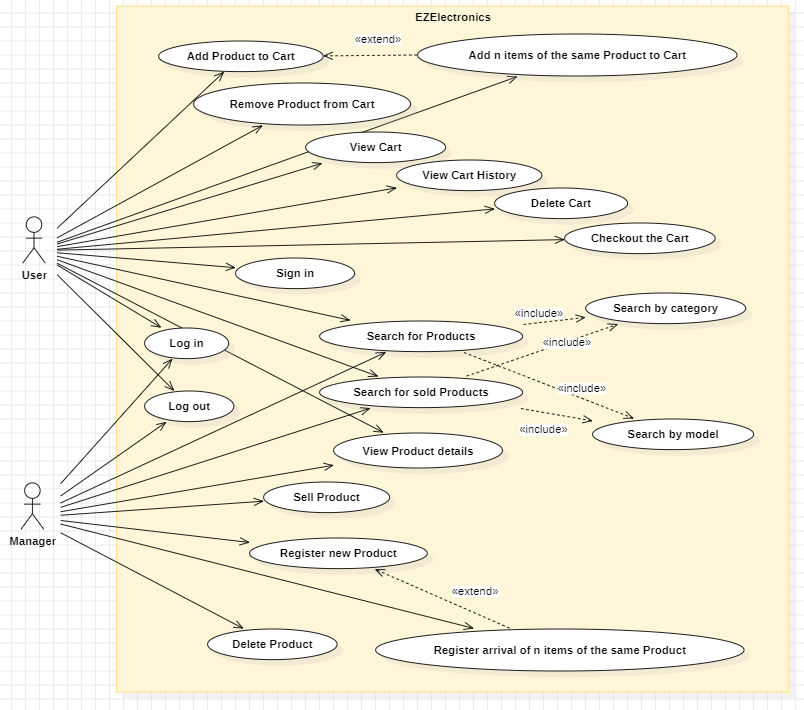 EZElectronics
«extend»
Add Product to Cart
Add n items of the same Product to Cart
Remove Product from Cart
View Cart
View Cart History
Delete Cart
Checkout the Cart
User
Sign in
Search by category
«include»
Search for Products
Log in
«include»
Search for sold Products
«include»
Log out
«include»
Search by model
View Product details
Sell Product
Manager
Register new Product
«extend»
Delete Product
Register arrival of n items of the same Product